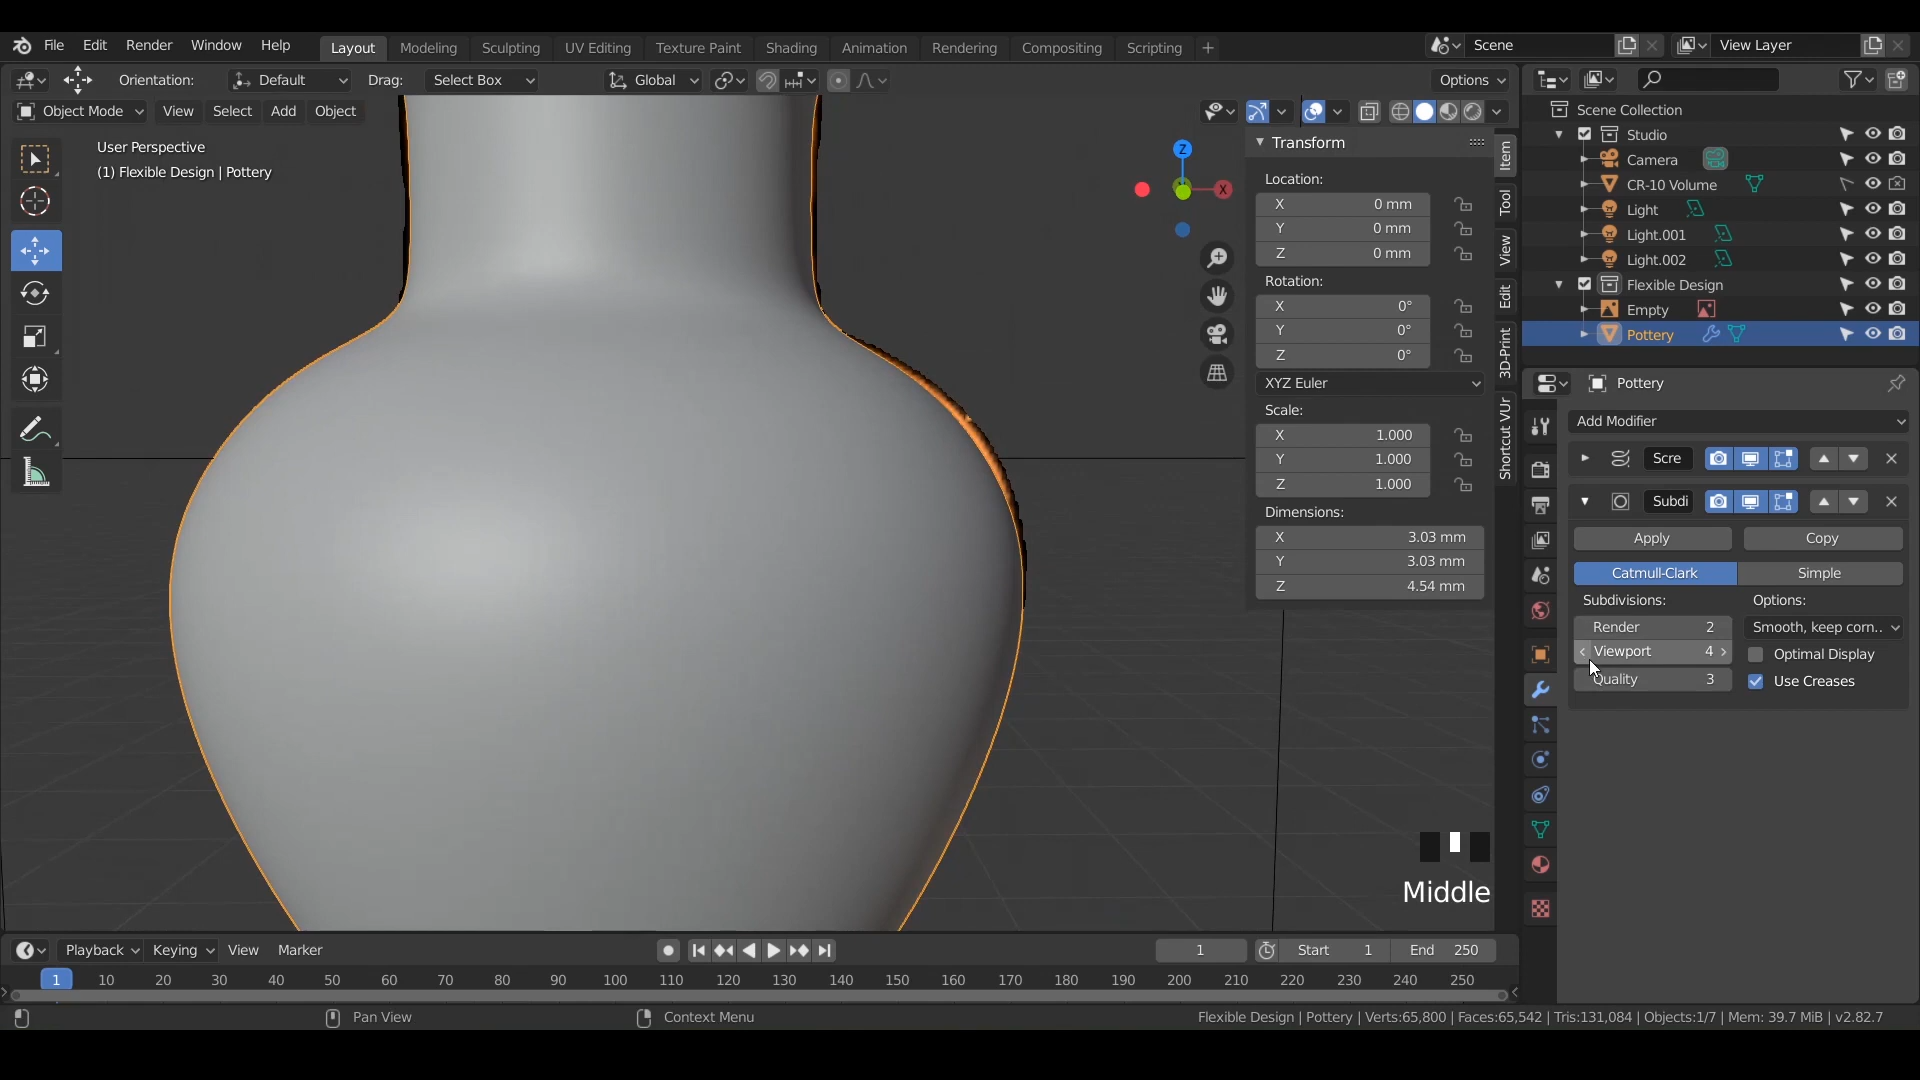 File Edit Render Window Help Layout Modeling Sculpting UV Editing Texture Paint Shading Animation Rendering Compositing Scripting + Scene View Layer
Orientation: Default Drag: Select Box Global Options
Object Mode View Select Add Object
User Perspective
(1) Flexible Design | Pottery
Z
X
Transform
Location:
X 0 mm
Y 0 mm
Z 0 mm
Rotation:
X 0°
Y 0°
Z 0°
XYZ Euler
Scale:
X 1.000
Y 1.000
Z 1.000
Dimensions:
X 3.03 mm
Y 3.03 mm
Z 4.54 mm
Item
Tool
View
Edit
3D-Print
Shortcut VUr
Scene Collection
Studio
Camera
CR-10 Volume
Light
Light.001
Light.002
Flexible Design
Empty
Pottery
Pottery
Add Modifier
Scre
Subdi
Apply Copy
Catmull-Clark Simple
Subdivisions: Options:
Render 2 Smooth, keep corn..
Viewport 4 Optimal Display
Quality 3 Use Creases
Middle
Playback Keying View Marker 1 Start 1 End 250
1 10 20 30 40 50 60 70 80 90 100 110 120 130 140 150 160 170 180 190 200 210 220 230 240 250
Pan View Context Menu Flexible Design | Pottery | Verts:65,800 | Faces:65,542 | Tris:131,084 | Objects:1/7 | Mem: 39.7 MiB | v2.82.7